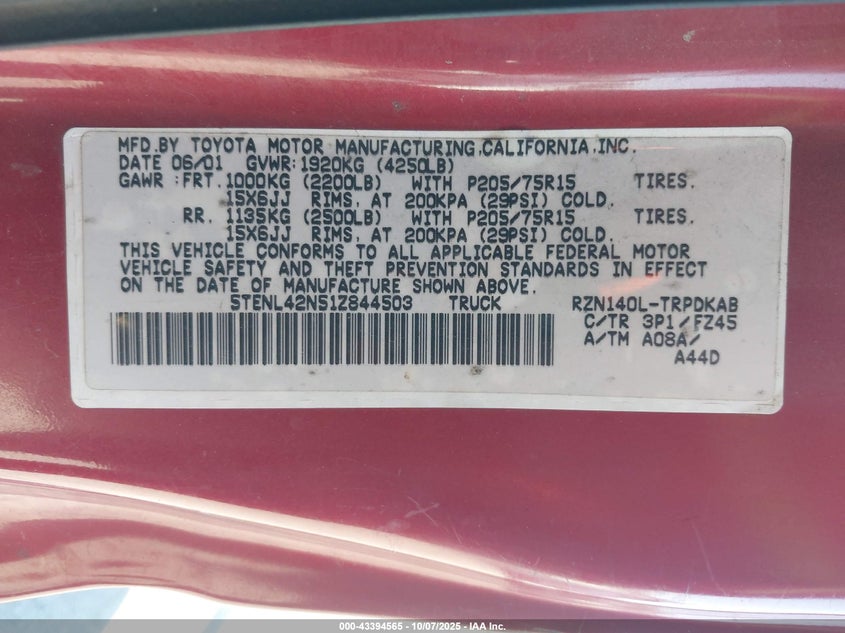 MFD.BY TOYOTA MOTOR MANUFACTURING,CALIFORNIA.INC.
DATE 06/01 GVWR:1920KG (4250LB)
GAWR :FRT.1000KG (2200LB) WITH P205/75R15 TIRES.
15X6JJ RIMS, AT 200KPA (29PSI) COLD.
RR. 1135KG (2500LB) WITH P205/75R15 TIRES.
15X6JJ RIMS, AT 200KPA (29PSI) COLD.
THIS VEHICLE CONFORMS TO ALL APPLICABLE FEDERAL MOTOR
VEHICLE SAFETY AND THEFT PREVENTION STANDARDS IN EFFECT
ON THE DATE OF MANUFACTURE SHOWN ABOVE.
5TENL42N51Z844503 TRUCK RZN140L-TRPDKAB
C/TR 3P1/FZ45
A/TM A08A/
A44D
000-43394565 | 10/07/2025 | IAA Inc.